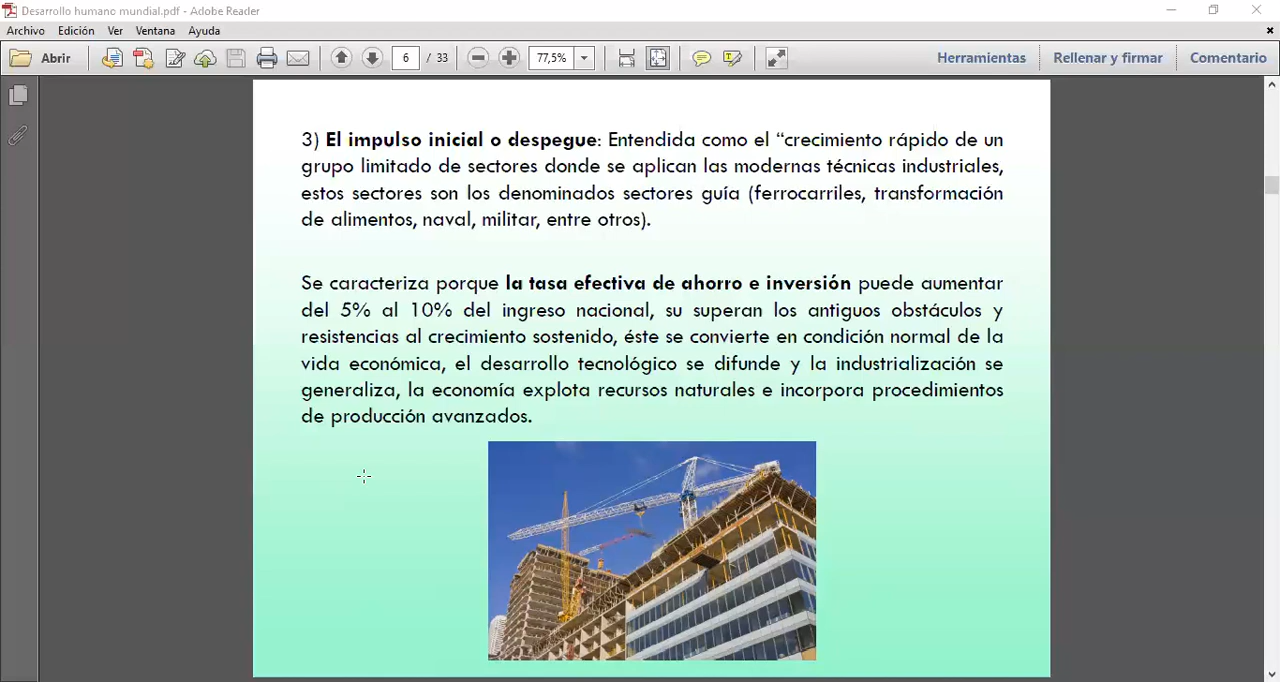 Desarrollo humano mundial.pdf - Adobe Reader
Archivo Edición Ver Ventana Ayuda
Abrir 6 / 33 77,5% Herramientas Rellenar y firmar Comentario
3) El impulso inicial o despegue: Entendida como el “crecimiento rápido de un
grupo limitado de sectores donde se aplican las modernas técnicas industriales,
estos sectores son los denominados sectores guía (ferrocarriles, transformación
de alimentos, naval, militar, entre otros).
Se caracteriza porque la tasa efectiva de ahorro e inversión puede aumentar
del 5% al 10% del ingreso nacional, su superan los antiguos obstáculos y
resistencias al crecimiento sostenido, éste se convierte en condición normal de la
vida económica, el desarrollo tecnológico se difunde y la industrialización se
generaliza, la economía explota recursos naturales e incorpora procedimientos
de producción avanzados.